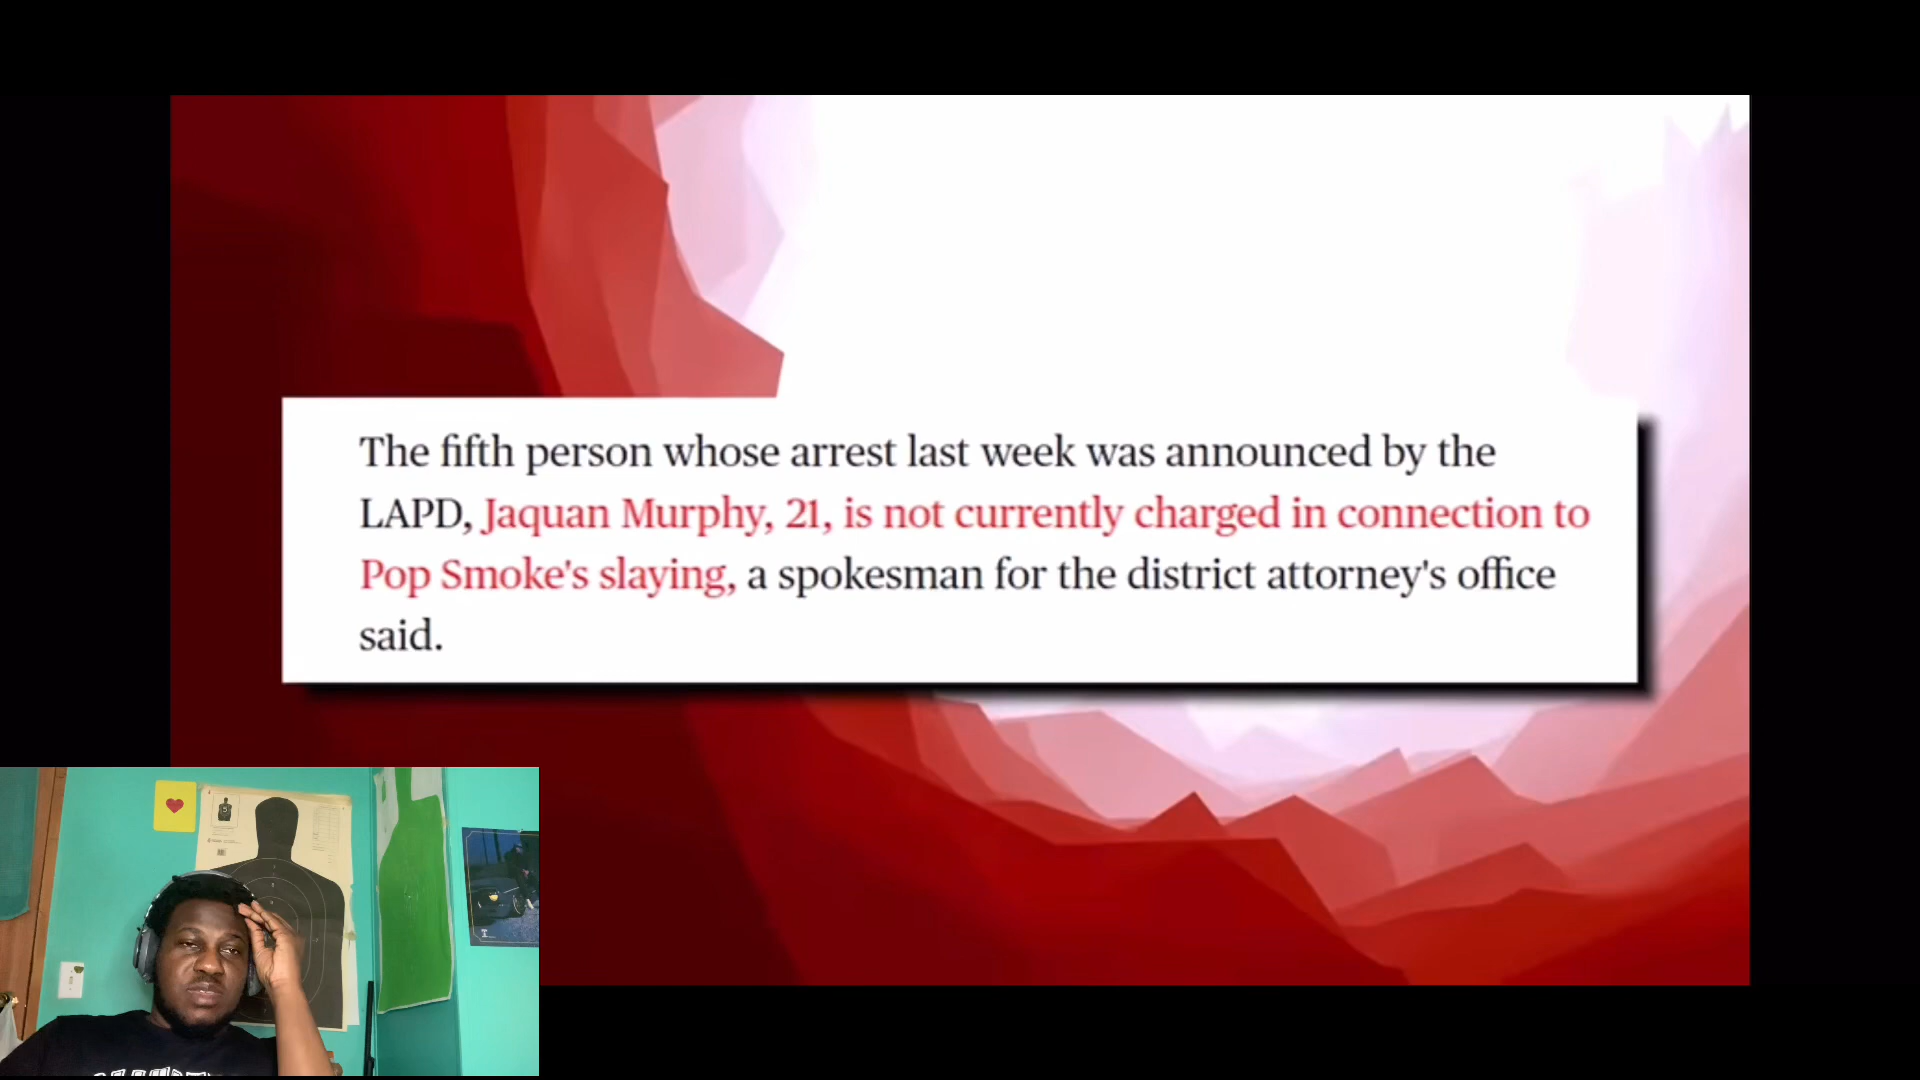 The fifth person whose arrest last week was announced by the
LAPD, Jaquan Murphy, 21, is not currently charged in connection to
Pop Smoke's slaying, a spokesman for the district attorney's office
said.